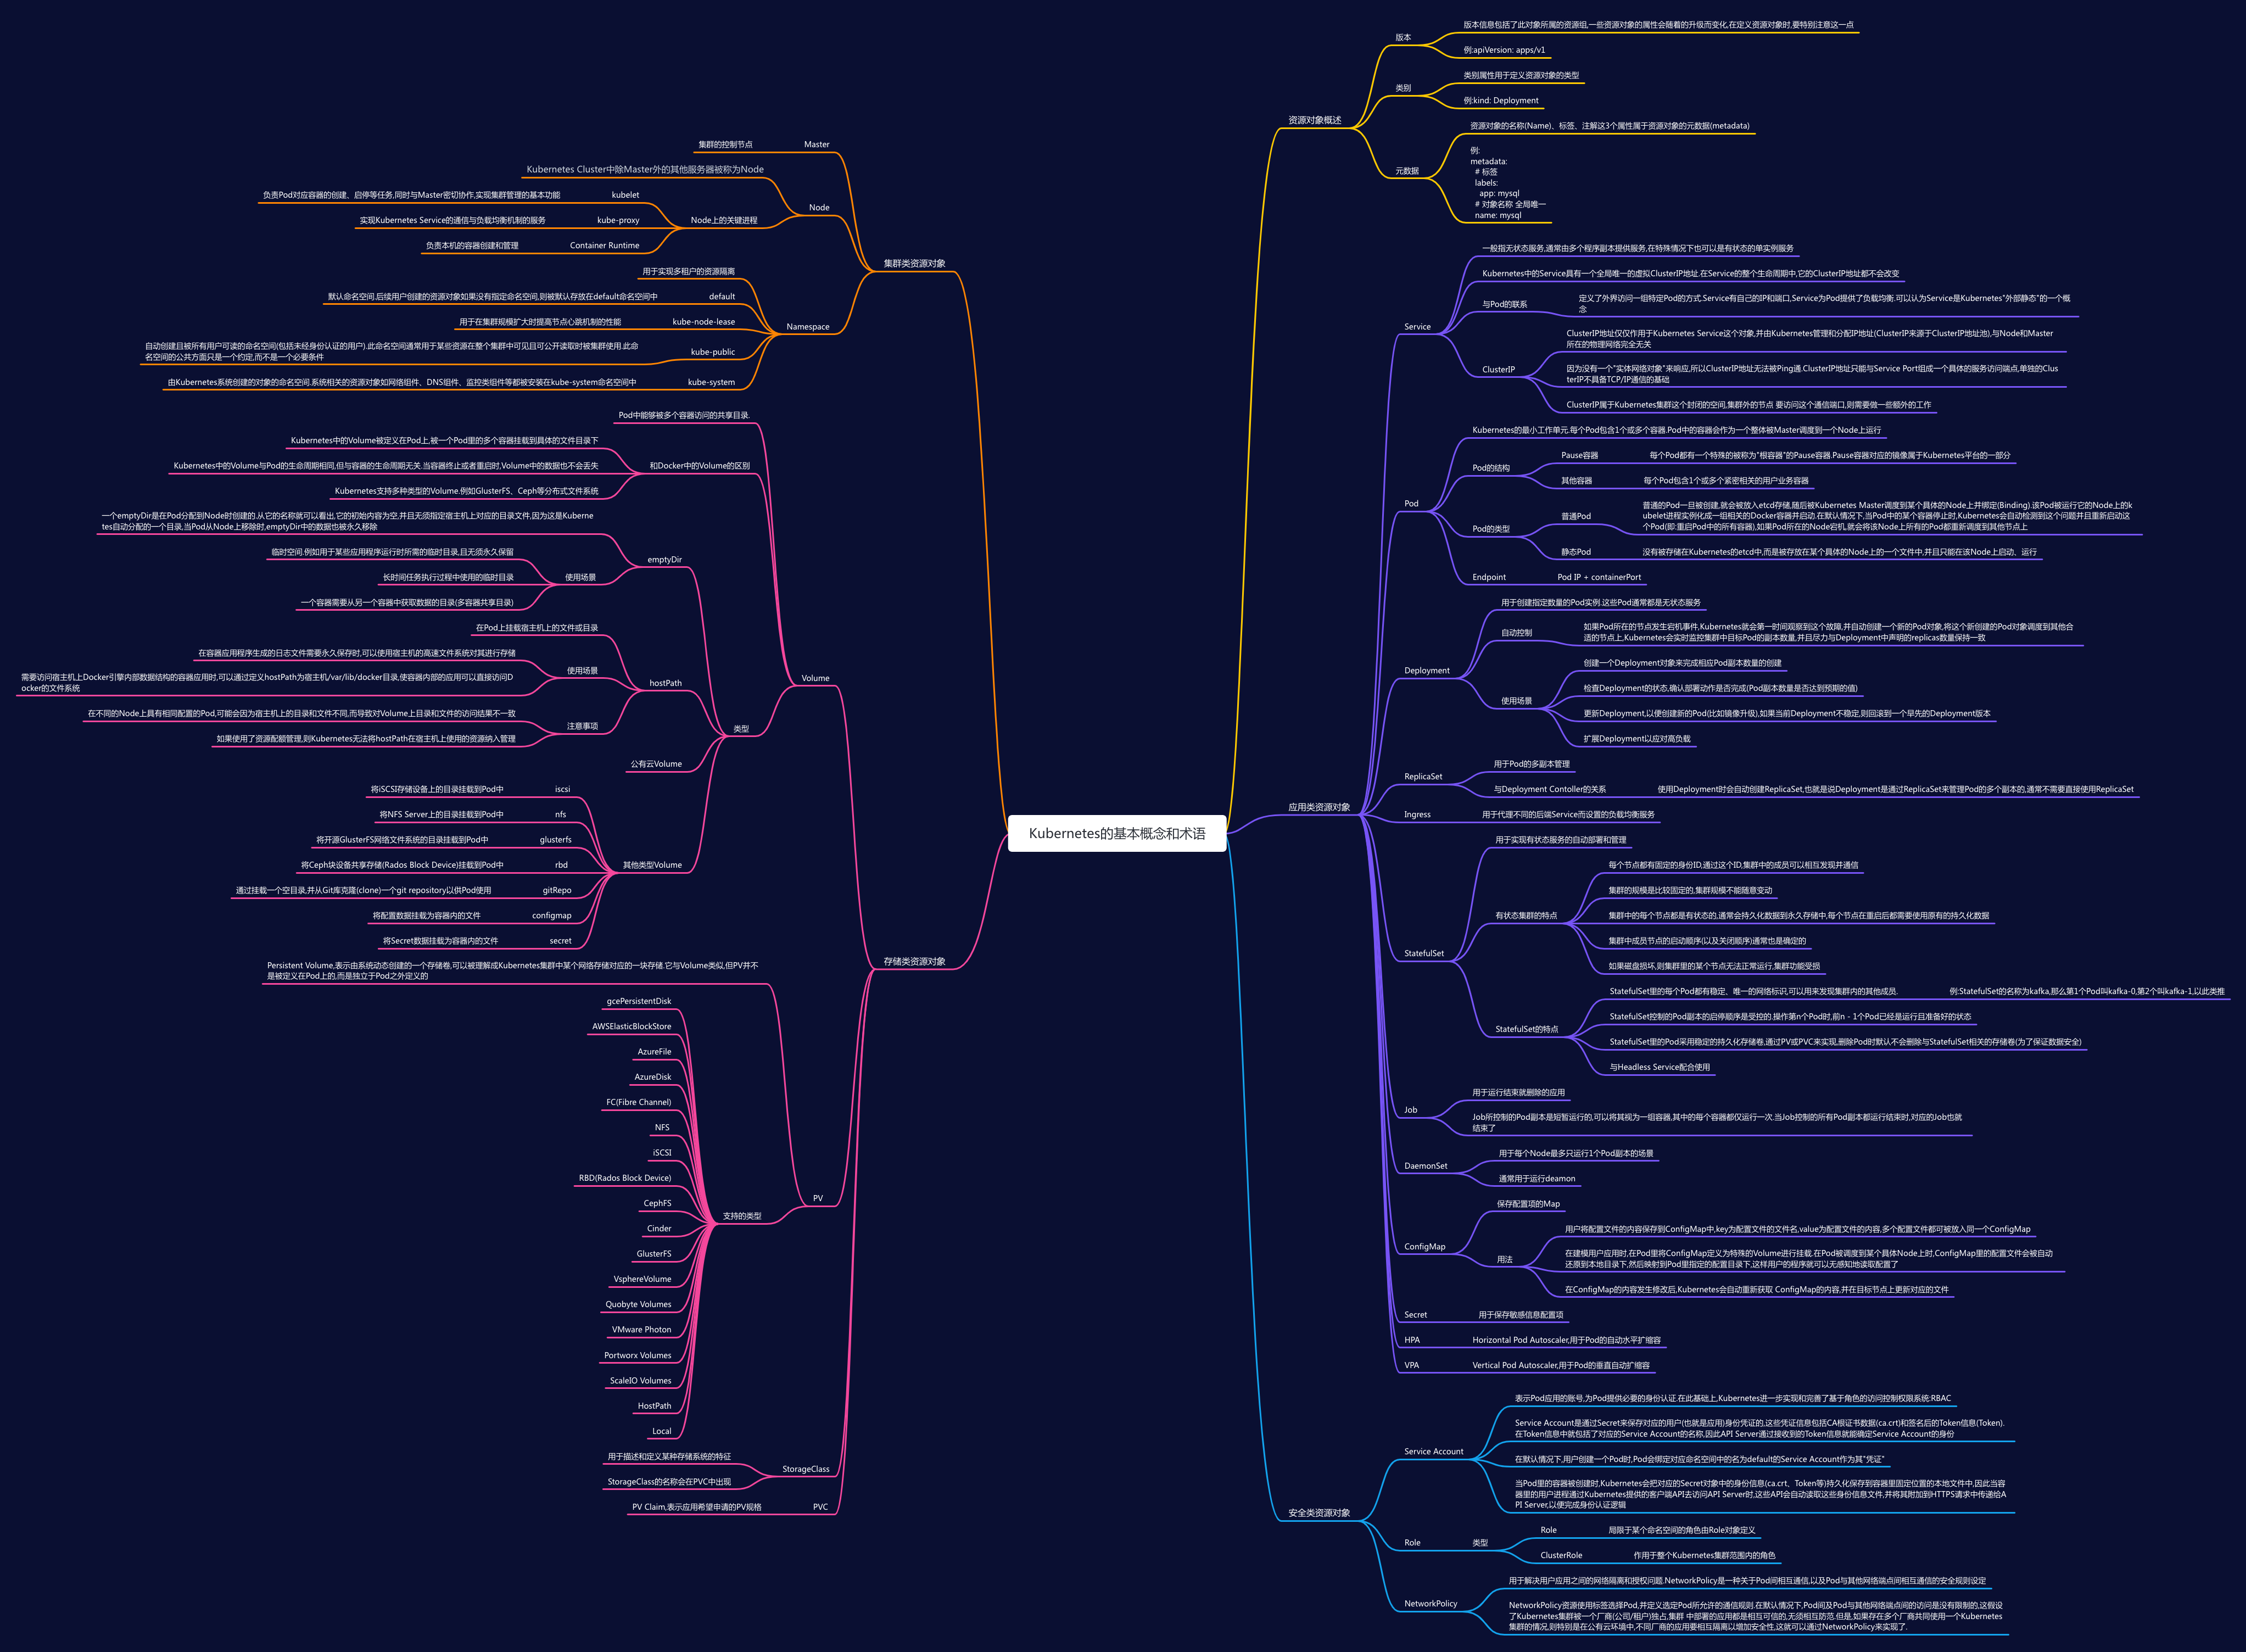 Kubernetes的基本概念和术语
资源对象概述
版本
版本信息包括了此对象所属的资源组,一些资源对象的属性会随着的升级而变化,在定义资源对象时,要特别注意这一点
例:apiVersion: apps/v1
类别
类别属性用于定义资源对象的类型
例:kind: Deployment
元数据
资源对象的名称(Name)、标签、注解这3个属性属于资源对象的元数据(metadata)
例:
metadata:
# 标签
labels:
app: mysql
# 对象名称 全局唯一
name: mysql
应用类资源对象
Service
一般指无状态服务,通常由多个程序副本提供服务,在特殊情况下也可以是有状态的单实例服务
Kubernetes中的Service具有一个全局唯一的虚拟ClusterIP地址.在Service的整个生命周期中,它的ClusterIP地址都不会改变
与Pod的联系
定义了外界访问一组特定Pod的方式.Service有自己的IP和端口,Service为Pod提供了负载均衡.可以认为Service是Kubernetes"外部静态"的一个概
念
ClusterIP
ClusterIP地址仅仅作用于Kubernetes Service这个对象,并由Kubernetes管理和分配IP地址(ClusterIP来源于ClusterIP地址池),与Node和Master
所在的物理网络完全无关
因为没有一个"实体网络对象"来响应,所以ClusterIP地址无法被Ping通.ClusterIP地址只能与Service Port组成一个具体的服务访问端点,单独的Clus
terIP不具备TCP/IP通信的基础
ClusterIP属于Kubernetes集群这个封闭的空间,集群外的节点 要访问这个通信端口,则需要做一些额外的工作
Pod
Kubernetes的最小工作单元.每个Pod包含1个或多个容器.Pod中的容器会作为一个整体被Master调度到一个Node上运行
Pod的结构
Pause容器
每个Pod都有一个特殊的被称为"根容器"的Pause容器.Pause容器对应的镜像属于Kubernetes平台的一部分
其他容器
每个Pod包含1个或多个紧密相关的用户业务容器
Pod的类型
普通Pod
普通的Pod一旦被创建,就会被放入etcd存储,随后被Kubernetes Master调度到某个具体的Node上并绑定(Binding).该Pod被运行它的Node上的k
ubelet进程实例化成一组相关的Docker容器并启动.在默认情况下,当Pod中的某个容器停止时,Kubernetes会自动检测到这个问题并且重新启动这
个Pod(即:重启Pod中的所有容器),如果Pod所在的Node宕机,就会将该Node上所有的Pod都重新调度到其他节点上
静态Pod
没有被存储在Kubernetes的etcd中,而是被存放在某个具体的Node上的一个文件中,并且只能在该Node上启动、运行
Endpoint
Pod IP + containerPort
Deployment
用于创建指定数量的Pod实例.这些Pod通常都是无状态服务
自动控制
如果Pod所在的节点发生宕机事件,Kubernetes就会第一时间观察到这个故障,并自动创建一个新的Pod对象,将这个新创建的Pod对象调度到其他合
适的节点上,Kubernetes会实时监控集群中目标Pod的副本数量,并且尽力与Deployment中声明的replicas数量保持一致
使用场景
创建一个Deployment对象来完成相应Pod副本数量的创建
检查Deployment的状态,确认部署动作是否完成(Pod副本数量是否达到预期的值)
更新Deployment,以便创建新的Pod(比如镜像升级),如果当前Deployment不稳定,则回滚到一个早先的Deployment版本
扩展Deployment以应对高负载
ReplicaSet
用于Pod的多副本管理
与Deployment Contoller的关系
使用Deployment时会自动创建ReplicaSet,也就是说Deployment是通过ReplicaSet来管理Pod的多个副本的,通常不需要直接使用ReplicaSet
Ingress
用于代理不同的后端Service而设置的负载均衡服务
StatefulSet
用于实现有状态服务的自动部署和管理
有状态集群的特点
每个节点都有固定的身份ID,通过这个ID,集群中的成员可以相互发现并通信
集群的规模是比较固定的,集群规模不能随意变动
集群中的每个节点都是有状态的,通常会持久化数据到永久存储中,每个节点在重启后都需要使用原有的持久化数据
集群中成员节点的启动顺序(以及关闭顺序)通常也是确定的
如果磁盘损坏,则集群里的某个节点无法正常运行,集群功能受损
StatefulSet的特点
StatefulSet里的每个Pod都有稳定、唯一的网络标识,可以用来发现集群内的其他成员.
例:StatefulSet的名称为kafka,那么第1个Pod叫kafka-0,第2个叫kafka-1,以此类推
StatefulSet控制的Pod副本的启停顺序是受控的.操作第n个Pod时,前n - 1个Pod已经是运行且准备好的状态
StatefulSet里的Pod采用稳定的持久化存储卷,通过PV或PVC来实现,删除Pod时默认不会删除与StatefulSet相关的存储卷(为了保证数据安全)
与Headless Service配合使用
Job
用于运行结束就删除的应用
Job所控制的Pod副本是短暂运行的,可以将其视为一组容器,其中的每个容器都仅运行一次.当Job控制的所有Pod副本都运行结束时,对应的Job也就
结束了
DaemonSet
用于每个Node最多只运行1个Pod副本的场景
通常用于运行deamon
ConfigMap
保存配置项的Map
用法
用户将配置文件的内容保存到ConfigMap中,key为配置文件的文件名,value为配置文件的内容,多个配置文件都可被放入同一个ConfigMap
在建模用户应用时,在Pod里将ConfigMap定义为特殊的Volume进行挂载.在Pod被调度到某个具体Node上时,ConfigMap里的配置文件会被自动
还原到本地目录下,然后映射到Pod里指定的配置目录下,这样用户的程序就可以无感知地读取配置了
在ConfigMap的内容发生修改后,Kubernetes会自动重新获取 ConfigMap的内容,并在目标节点上更新对应的文件
Secret
用于保存敏感信息配置项
HPA
Horizontal Pod Autoscaler,用于Pod的自动水平扩缩容
VPA
Vertical Pod Autoscaler,用于Pod的垂直自动扩缩容
安全类资源对象
Service Account
表示Pod应用的账号,为Pod提供必要的身份认证.在此基础上,Kubernetes进一步实现和完善了基于角色的访问控制权限系统:RBAC
Service Account是通过Secret来保存对应的用户(也就是应用)身份凭证的,这些凭证信息包括CA根证书数据(ca.crt)和签名后的Token信息(Token).
在Token信息中就包括了对应的Service Account的名称,因此API Server通过接收到的Token信息就能确定Service Account的身份
在默认情况下,用户创建一个Pod时,Pod会绑定对应命名空间中的名为default的Service Account作为其"凭证"
当Pod里的容器被创建时,Kubernetes会把对应的Secret对象中的身份信息(ca.crt、Token等)持久化保存到容器里固定位置的本地文件中,因此当容
器里的用户进程通过Kubernetes提供的客户端API去访问API Server时,这些API会自动读取这些身份信息文件,并将其附加到HTTPS请求中传递给A
PI Server,以便完成身份认证逻辑
Role
类型
Role
局限于某个命名空间的角色由Role对象定义
ClusterRole
作用于整个Kubernetes集群范围内的角色
NetworkPolicy
用于解决用户应用之间的网络隔离和授权问题.NetworkPolicy是一种关于Pod间相互通信,以及Pod与其他网络端点间相互通信的安全规则设定
NetworkPolicy资源使用标签选择Pod,并定义选定Pod所允许的通信规则.在默认情况下,Pod间及Pod与其他网络端点间的访问是没有限制的,这假设
了Kubernetes集群被一个厂商(公司/租户)独占,集群 中部署的应用都是相互可信的,无须相互防范.但是,如果存在多个厂商共同使用一个Kubernetes
集群的情况,则特别是在公有云环境中,不同厂商的应用要相互隔离以增加安全性,这就可以通过NetworkPolicy来实现了.
集群类资源对象
Master
集群的控制节点
Node
Kubernetes Cluster中除Master外的其他服务器被称为Node
Node上的关键进程
kubelet
负责Pod对应容器的创建、启停等任务,同时与Master密切协作,实现集群管理的基本功能
kube-proxy
实现Kubernetes Service的通信与负载均衡机制的服务
Container Runtime
负责本机的容器创建和管理
Namespace
用于实现多租户的资源隔离
default
默认命名空间,后续用户创建的资源对象如果没有指定命名空间,则被默认存放在default命名空间中
kube-node-lease
用于在集群规模扩大时提高节点心跳机制的性能
kube-public
自动创建且被所有用户可读的命名空间(包括未经身份认证的用户).此命名空间通常用于某些资源在整个集群中可见且可公开读取时被集群使用.此命
名空间的公共方面只是一个约定,而不是一个必要条件
kube-system
由Kubernetes系统创建的对象的命名空间.系统相关的资源对象如网络组件、DNS组件、监控类组件等都被安装在kube-system命名空间中
存储类资源对象
Volume
Pod中能够被多个容器访问的共享目录.
和Docker中的Volume的区别
Kubernetes中的Volume被定义在Pod上,被一个Pod里的多个容器挂载到具体的文件目录下
Kubernetes中的Volume与Pod的生命周期相同,但与容器的生命周期无关.当容器终止或者重启时,Volume中的数据也不会丢失
Kubernetes支持多种类型的Volume.例如GlusterFS、Ceph等分布式文件系统
类型
emptyDir
一个emptyDir是在Pod分配到Node时创建的.从它的名称就可以看出,它的初始内容为空,并且无须指定宿主机上对应的目录文件,因为这是Kuberne
tes自动分配的一个目录,当Pod从Node上移除时,emptyDir中的数据也被永久移除
使用场景
临时空间.例如用于某些应用程序运行时所需的临时目录,且无须永久保留
长时间任务执行过程中使用的临时目录
一个容器需要从另一个容器中获取数据的目录(多容器共享目录)
hostPath
在Pod上挂载宿主机上的文件或目录
使用场景
在容器应用程序生成的日志文件需要永久保存时,可以使用宿主机的高速文件系统对其进行存储
需要访问宿主机上Docker引擎内部数据结构的容器应用时,可以通过定义hostPath为宿主机/var/lib/docker目录,使容器内部的应用可以直接访问D
ocker的文件系统
注意事项
在不同的Node上具有相同配置的Pod,可能会因为宿主机上的目录和文件不同,而导致对Volume上目录和文件的访问结果不一致
如果使用了资源配额管理,则Kubernetes无法将hostPath在宿主机上使用的资源纳入管理
公有云Volume
其他类型Volume
iscsi
将iSCSI存储设备上的目录挂载到Pod中
nfs
将NFS Server上的目录挂载到Pod中
glusterfs
将开源GlusterFS网络文件系统的目录挂载到Pod中
rbd
将Ceph块设备共享存储(Rados Block Device)挂载到Pod中
gitRepo
通过挂载一个空目录,并从Git库克隆(clone)一个git repository以供Pod使用
configmap
将配置数据挂载为容器内的文件
secret
将Secret数据挂载为容器内的文件
PV
Persistent Volume,表示由系统动态创建的一个存储卷,可以被理解成Kubernetes集群中某个网络存储对应的一块存储.它与Volume类似,但PV并不
是被定义在Pod上的,而是独立于Pod之外定义的
支持的类型
gcePersistentDisk
AWSElasticBlockStore
AzureFile
AzureDisk
FC(Fibre Channel)
NFS
iSCSI
RBD(Rados Block Device)
CephFS
Cinder
GlusterFS
VsphereVolume
Quobyte Volumes
VMware Photon
Portworx Volumes
ScaleIO Volumes
HostPath
Local
StorageClass
用于描述和定义某种存储系统的特征
StorageClass的名称会在PVC中出现
PVC
PV Claim,表示应用希望申请的PV规格